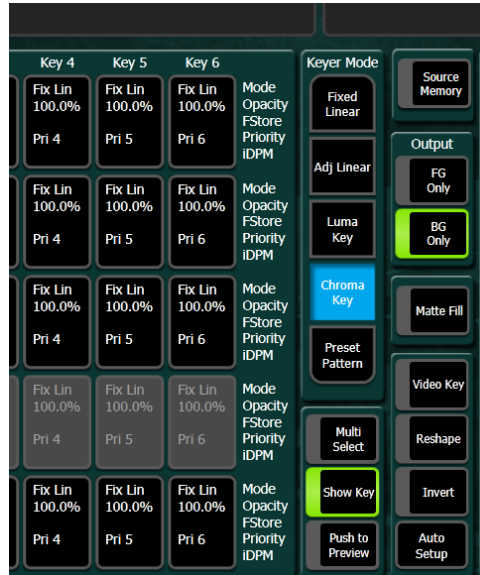 Key 4 Key 5 Key 6
Fix Lin Fix Lin Fix Lin Mode
100.0% 100.0% 100.0% Opacity
FStore
Pri 4 Pri 5 Pri 6 Priority
iDPM
Fix Lin Fix Lin Fix Lin Mode
100.0% 100.0% 100.0% Opacity
FStore
Pri 4 Pri 5 Pri 6 Priority
iDPM
Fix Lin Fix Lin Fix Lin Mode
100.0% 100.0% 100.0% Opacity
FStore
Pri 4 Pri 5 Pri 6 Priority
iDPM
Fix Lin Fix Lin Fix Lin Mode
100.0% 100.0% 100.0% Opacity
FStore
Pri 4 Pri 5 Pri 6 Priority
iDPM
Fix Lin Fix Lin Fix Lin Mode
100.0% 100.0% 100.0% Opacity
FStore
Pri 4 Pri 5 Pri 6 Priority
iDPM
Keyer Mode
Fixed
Linear
Adj Linear
Luma
Key
Chroma
Key
Preset
Pattern
Multi
Select
Show Key
Push to
Preview
Source
Memory
Output
FG
Only
BG
Only
Matte Fill
Video Key
Reshape
Invert
Auto
Setup